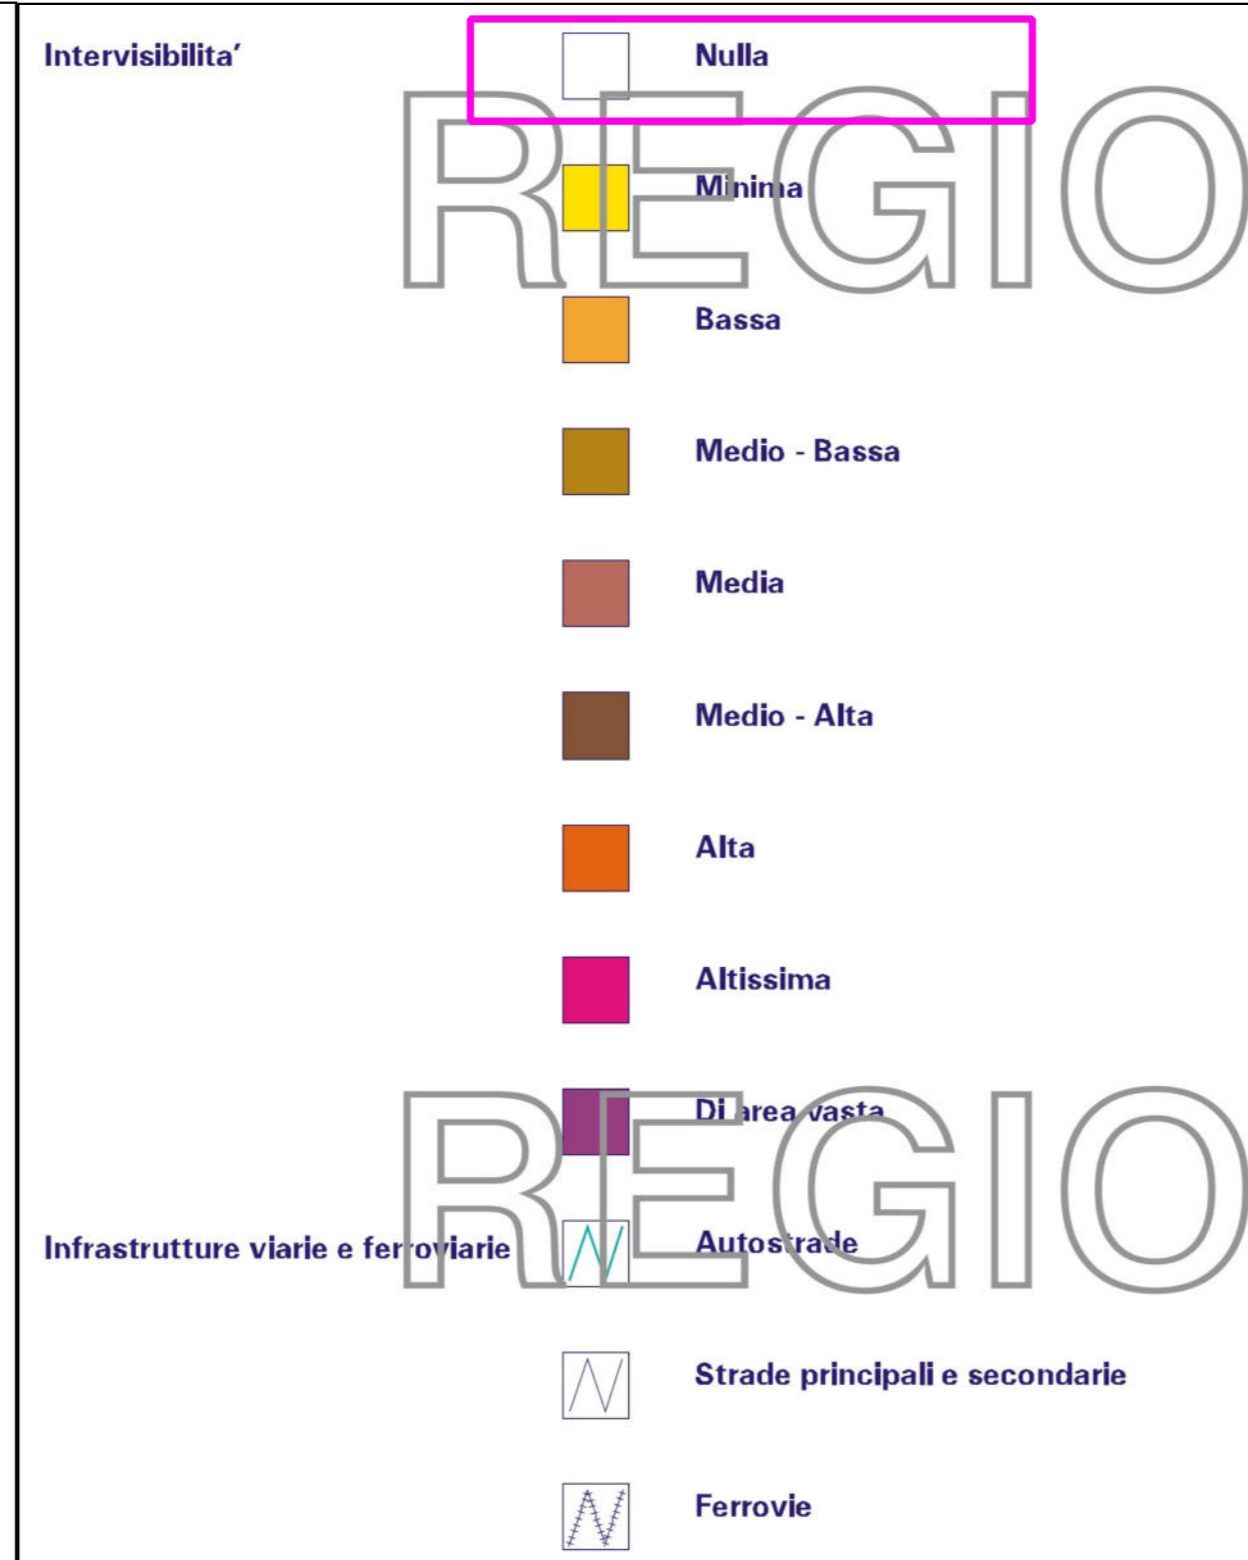 Intervisibilita’ Nulla
Minima
Bassa
Medio - Bassa
Media
Medio - Alta
Alta
Altissima
Di area vasta
Infrastrutture viarie e ferroviarie Autostrade
Strade principali e secondarie
Ferrovie
REGIO
REGIO